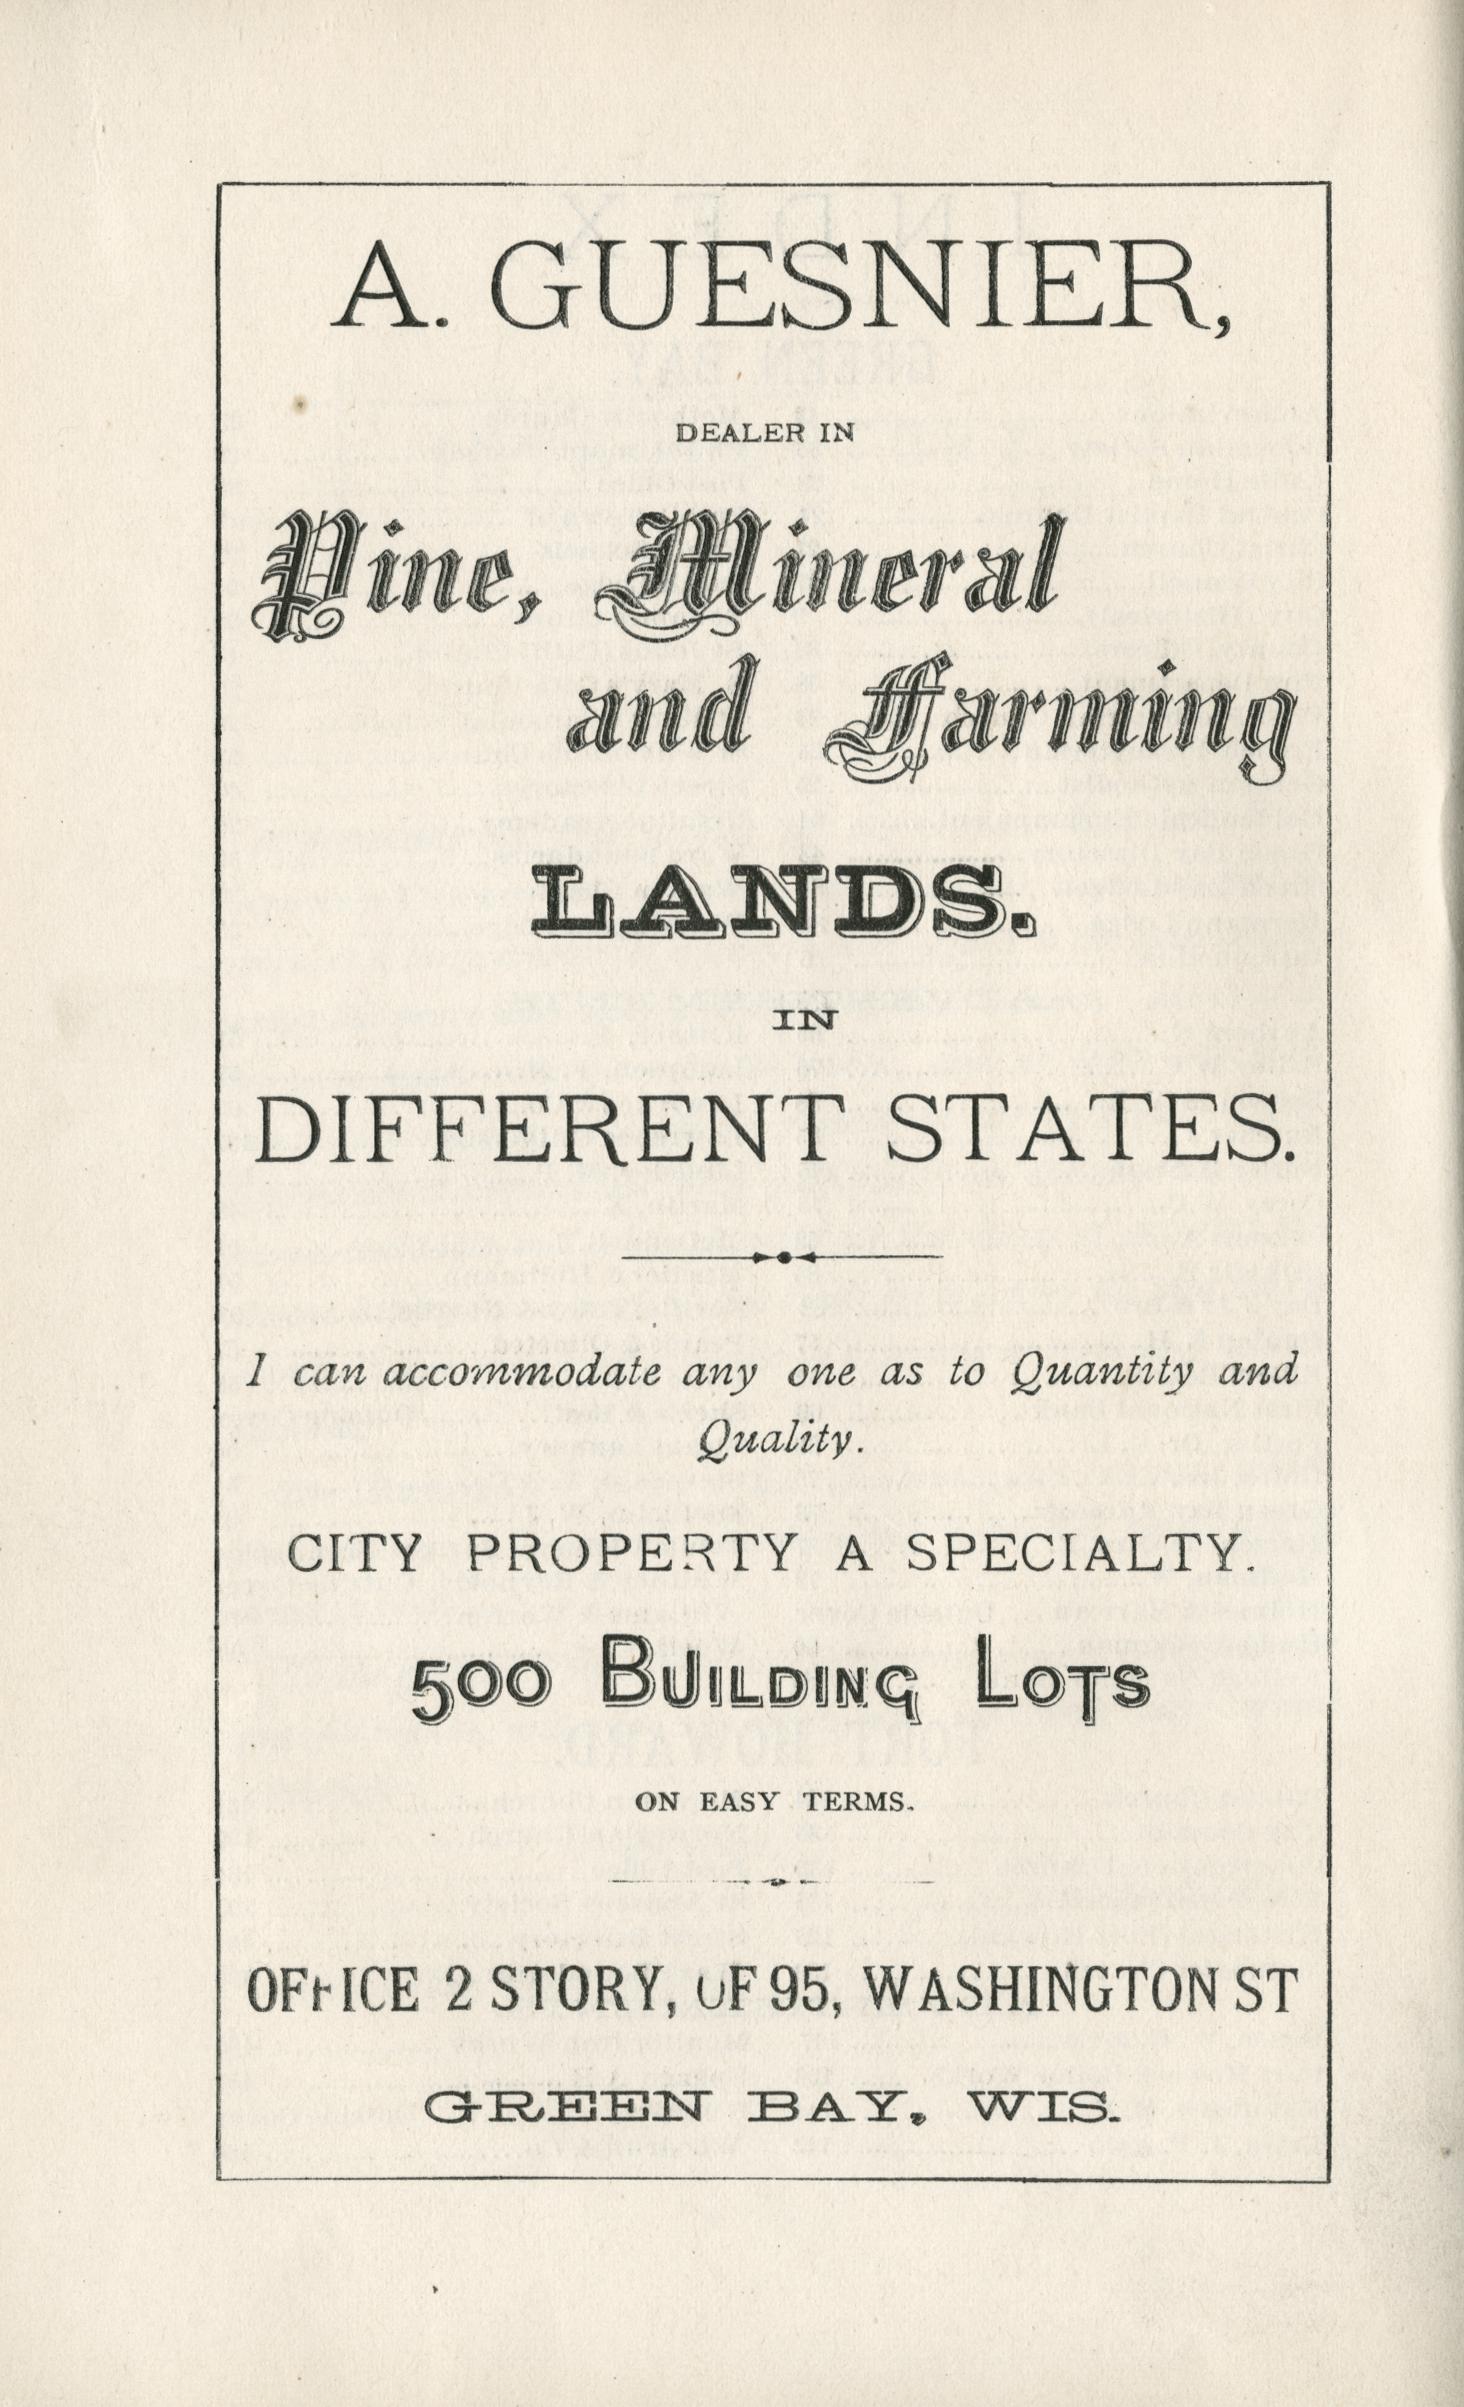 A. GUESNIER,
DEALER IN
Pine, Mineral
and Farming
LANDS.
IN
DIFFERENT STATES.
I can accommodate any one as to Quantity and
Quality.
CITY PROPERTY A SPECIALTY.
500 BUILDING LOTS
ON EASY TERMS.
OFFICE 2 STORY, OF 95, WASHINGTON ST
GREEN BAY, WIS.